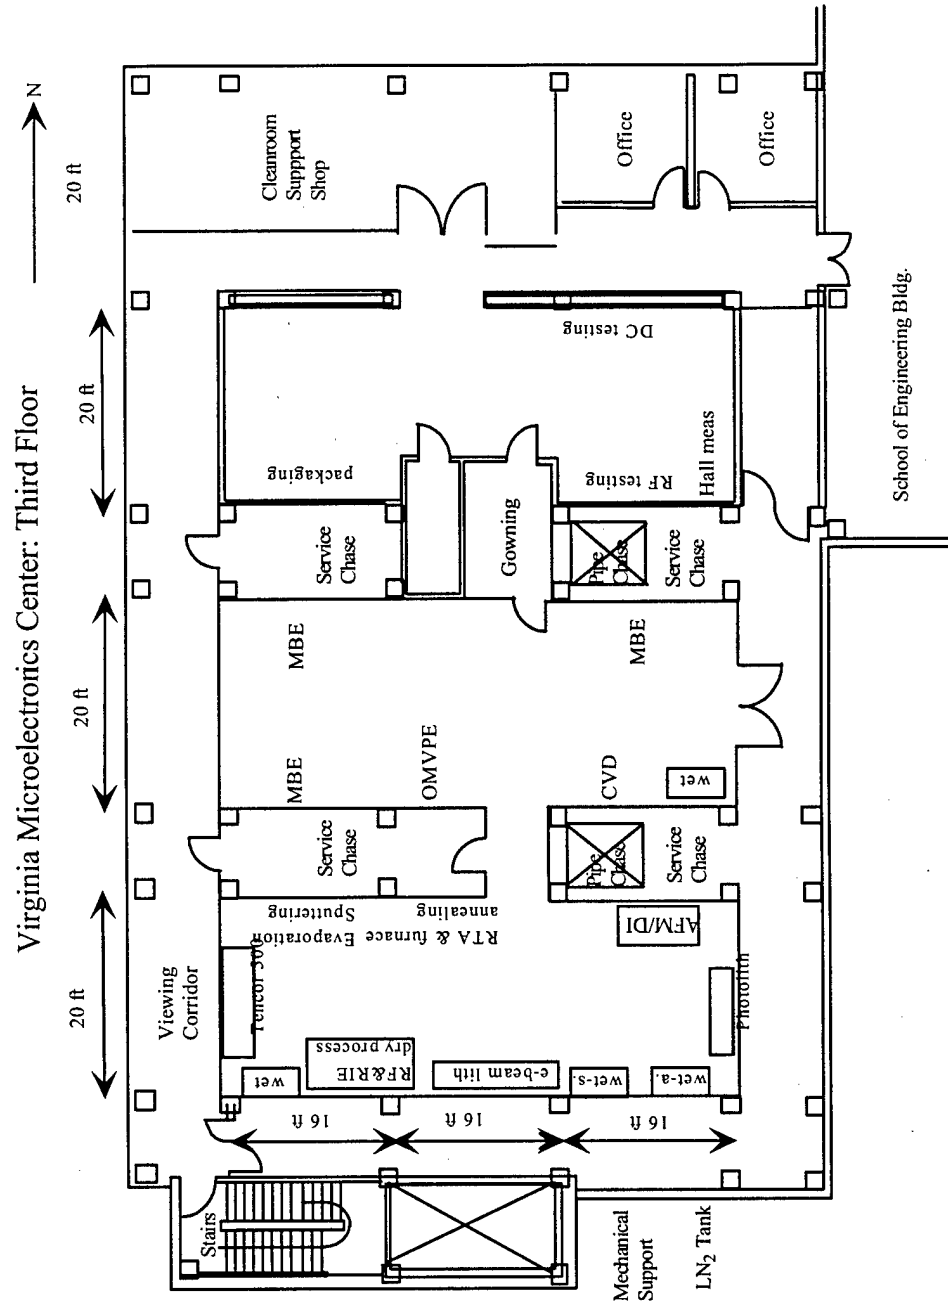 Virginia Microelectronics Center: Third Floor
N
20 ft
20 ft
20 ft
20 ft
Cleanroom
Suppport
Shop
Office
Office
School of Engineering Bldg.
DC testing
packaging
RF testing
Hall meas
Gowning
Service
Chase
Pipe
Chase
Service
Chase
MBE
MBE
MBE
OMVPE
CVD
wet
Service
Chase
Pipe
Chase
Service
Chase
Viewing
Corridor
Tencor 300
Sputtering
Evaporation
RTA & furnace
annealing
AFM/DI
Photolith
wet
RF&RIE
dry process
e-beam lith
wet-s.
wet-a.
16 ft
16 ft
16 ft
Stairs
Mechanical
Support
LN₂ Tank